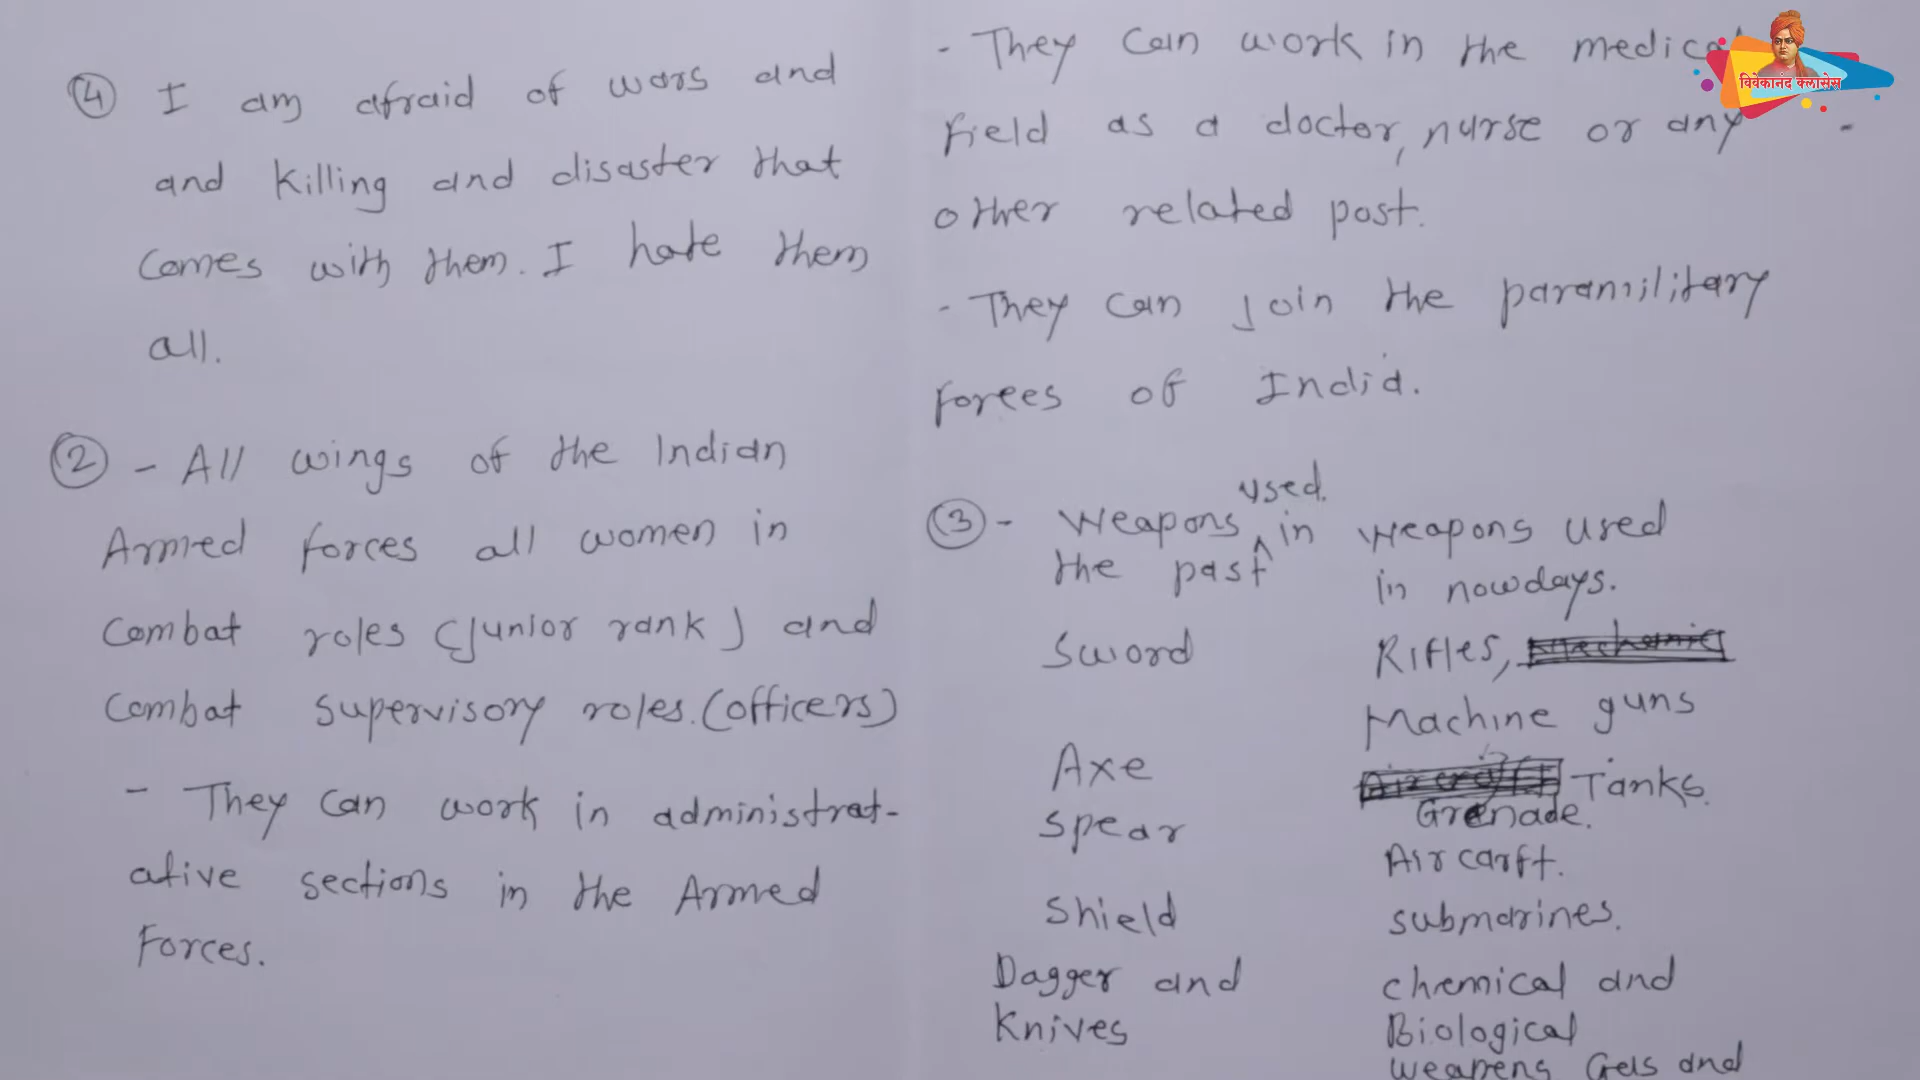 ④ I am afraid of wars and
and killing and disaster that
comes with them. I hate them
all.
② - All wings of the Indian
Armed forces all women in
combat roles (Junior rank) and
combat supervisory roles. (officers)
- They can work in administrat-
ative sections in the Armed
Forces.
- They can work in the medical
field as a doctor, nurse or any -
other related post.
- They can join the paramilitary
forees of India.
③ - Weapons used. in
the past
Sword
Axe
Spear
Shield
Dagger and
Knives
weapons used
in nowdays.
Rifles,
Machine guns
Tanks.
Grenade.
Air carft.
submarines.
chemical and
Biological
weapens Gels and
विवेकानंद क्लासेस